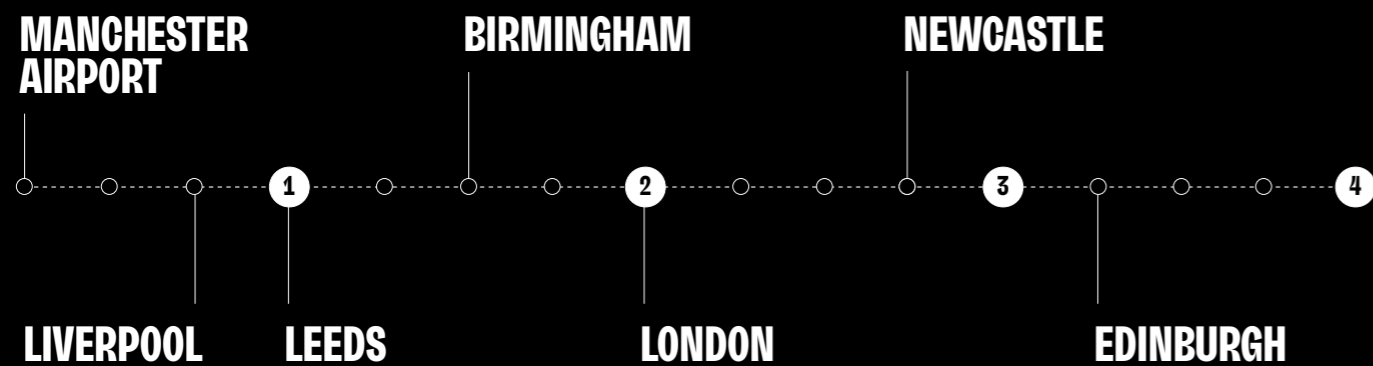 MANCHESTER
AIRPORT
BIRMINGHAM
NEWCASTLE
1
2
3
4
LIVERPOOL
LEEDS
LONDON
EDINBURGH